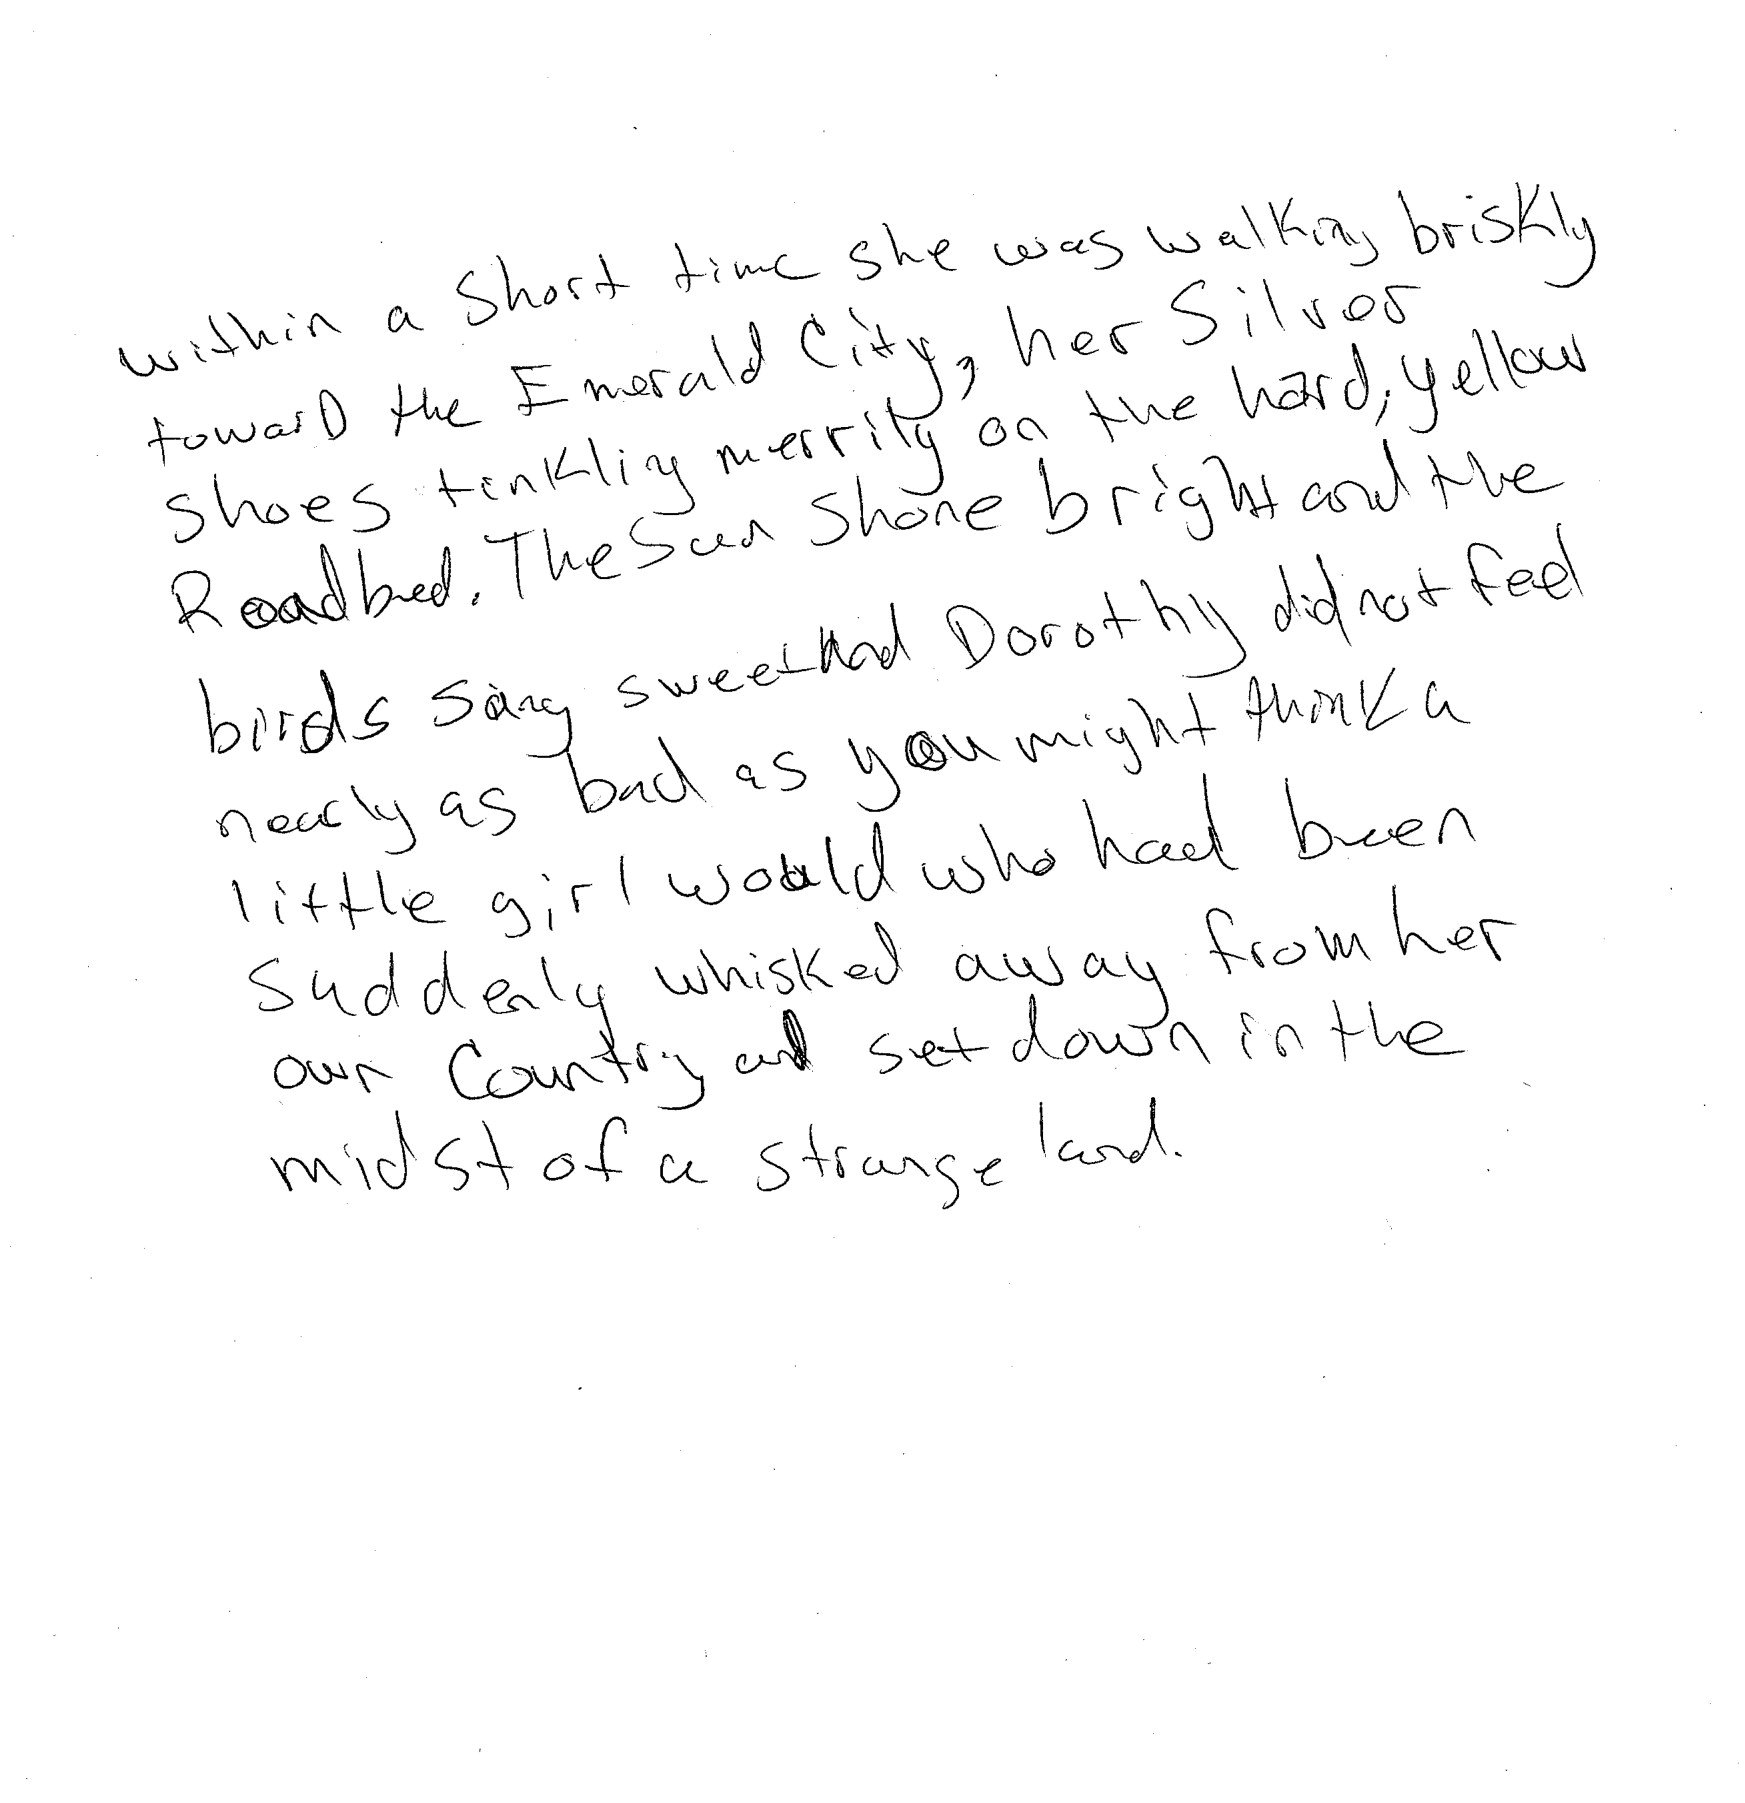 within a short time she was walking briskly
toward the Emerald City, her Silver
shoes tinkling merrily on the hard, yellow
Roadbed. The Sun Shone bright and the
birds sang sweet and Dorothy did not feel
nearly as bad as you might think a
little girl would who had been
Suddenly whisked away from her
own Country and set down in the
midst of a strange land.